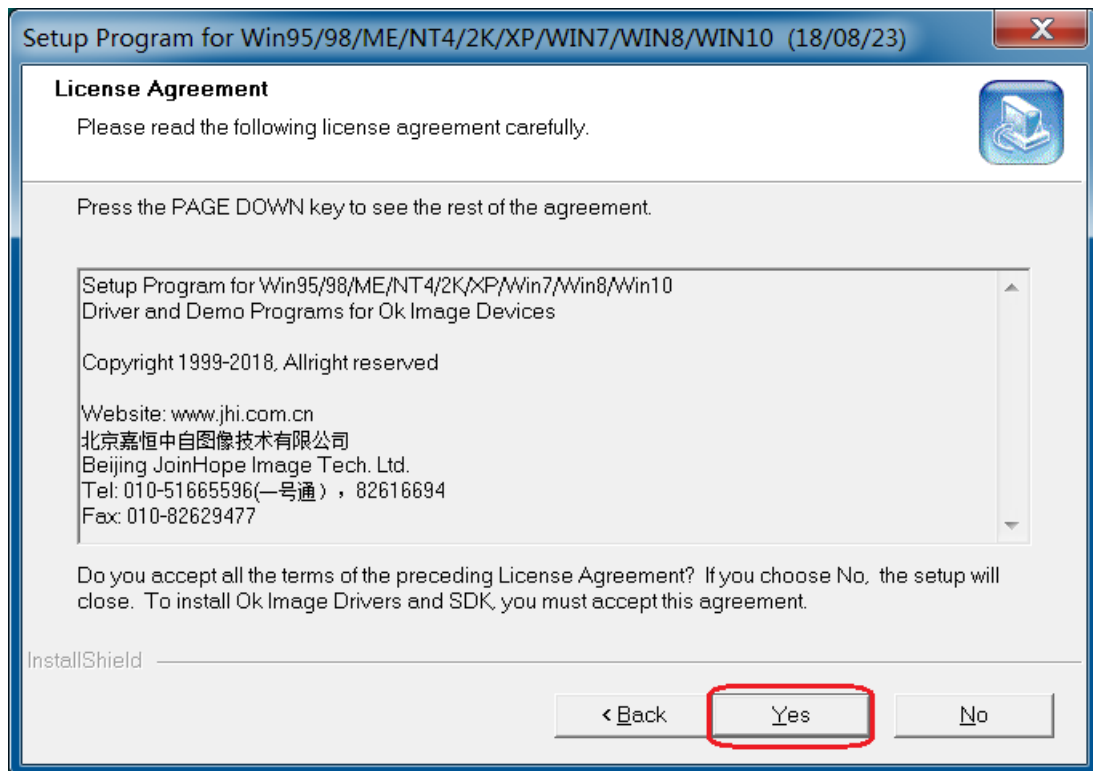 Setup Program for Win95/98/ME/NT4/2K/XP/WIN7/WIN8/WIN10 (18/08/23)
License Agreement
Please read the following license agreement carefully.
Press the PAGE DOWN key to see the rest of the agreement.
Setup Program for Win95/98/ME/NT4/2K/XP/Win7/Win8/Win10
Driver and Demo Programs for Ok Image Devices
Copyright 1999-2018, Allright reserved
Website: www.jhi.com.cn
北京嘉恒中自图像技术有限公司
Beijing JoinHope Image Tech. Ltd.
Tel: 010-51665596(一号通），82616694
Fax: 010-82629477
Do you accept all the terms of the preceding License Agreement? If you choose No, the setup will
close. To install Ok Image Drivers and SDK, you must accept this agreement.
InstallShield
< Back Yes No